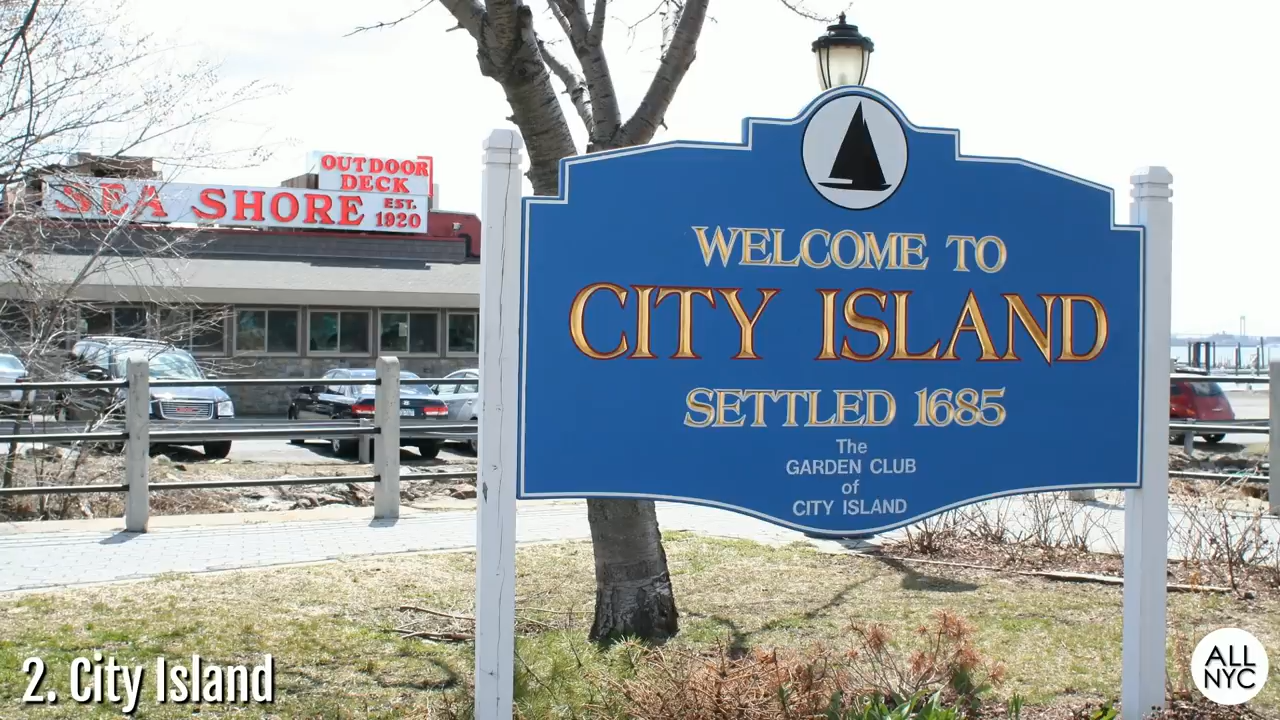 OUTDOOR
DECK
SEA SHORE
EST.
1920
WELCOME TO
CITY ISLAND
SETTLED 1685
The
GARDEN CLUB
of
CITY ISLAND
2. City Island
ALL
NYC